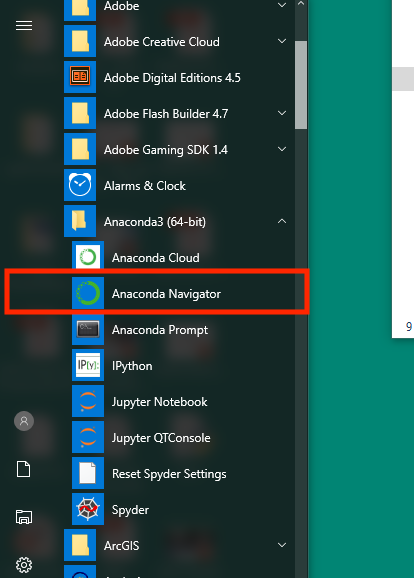 Adobe
Adobe Creative Cloud
Adobe Digital Editions 4.5
Adobe Flash Builder 4.7
Adobe Gaming SDK 1.4
Alarms & Clock
Anaconda3 (64-bit)
Anaconda Cloud
Anaconda Navigator
9
Anaconda Prompt
IP[y]:
IPython
Jupyter Notebook
Jupyter QTConsole
Reset Spyder Settings
Spyder
ArcGIS